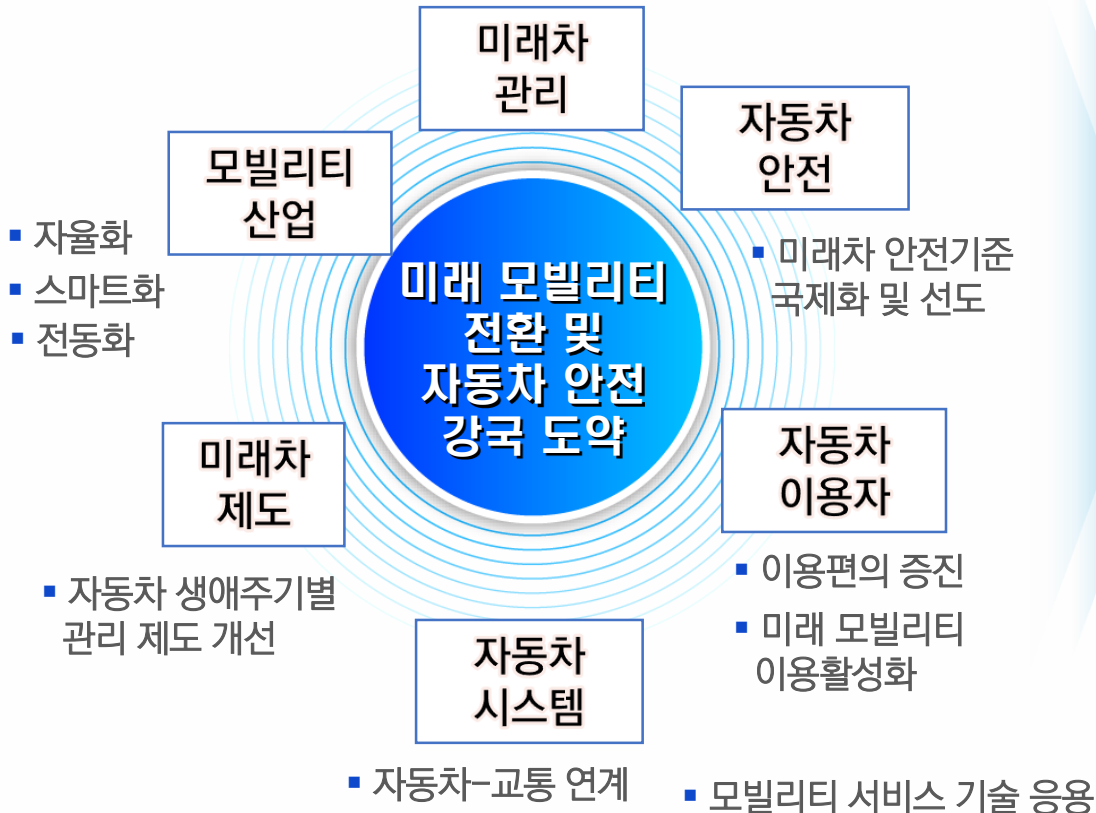 미래차
관리
자동차
안전
▪ 미래차 안전기준
국제화 및 선도
모빌리티
산업
▪ 자율화
▪ 스마트화
▪ 전동화
미래 모빌리티
전환 및
자동차 안전
강국 도약
미래차
제도
▪ 자동차 생애주기별
관리 제도 개선
자동차
이용자
▪ 이용편의 증진
▪ 미래 모빌리티
이용활성화
자동차
시스템
▪ 자동차-교통 연계
▪ 모빌리티 서비스 기술 응용